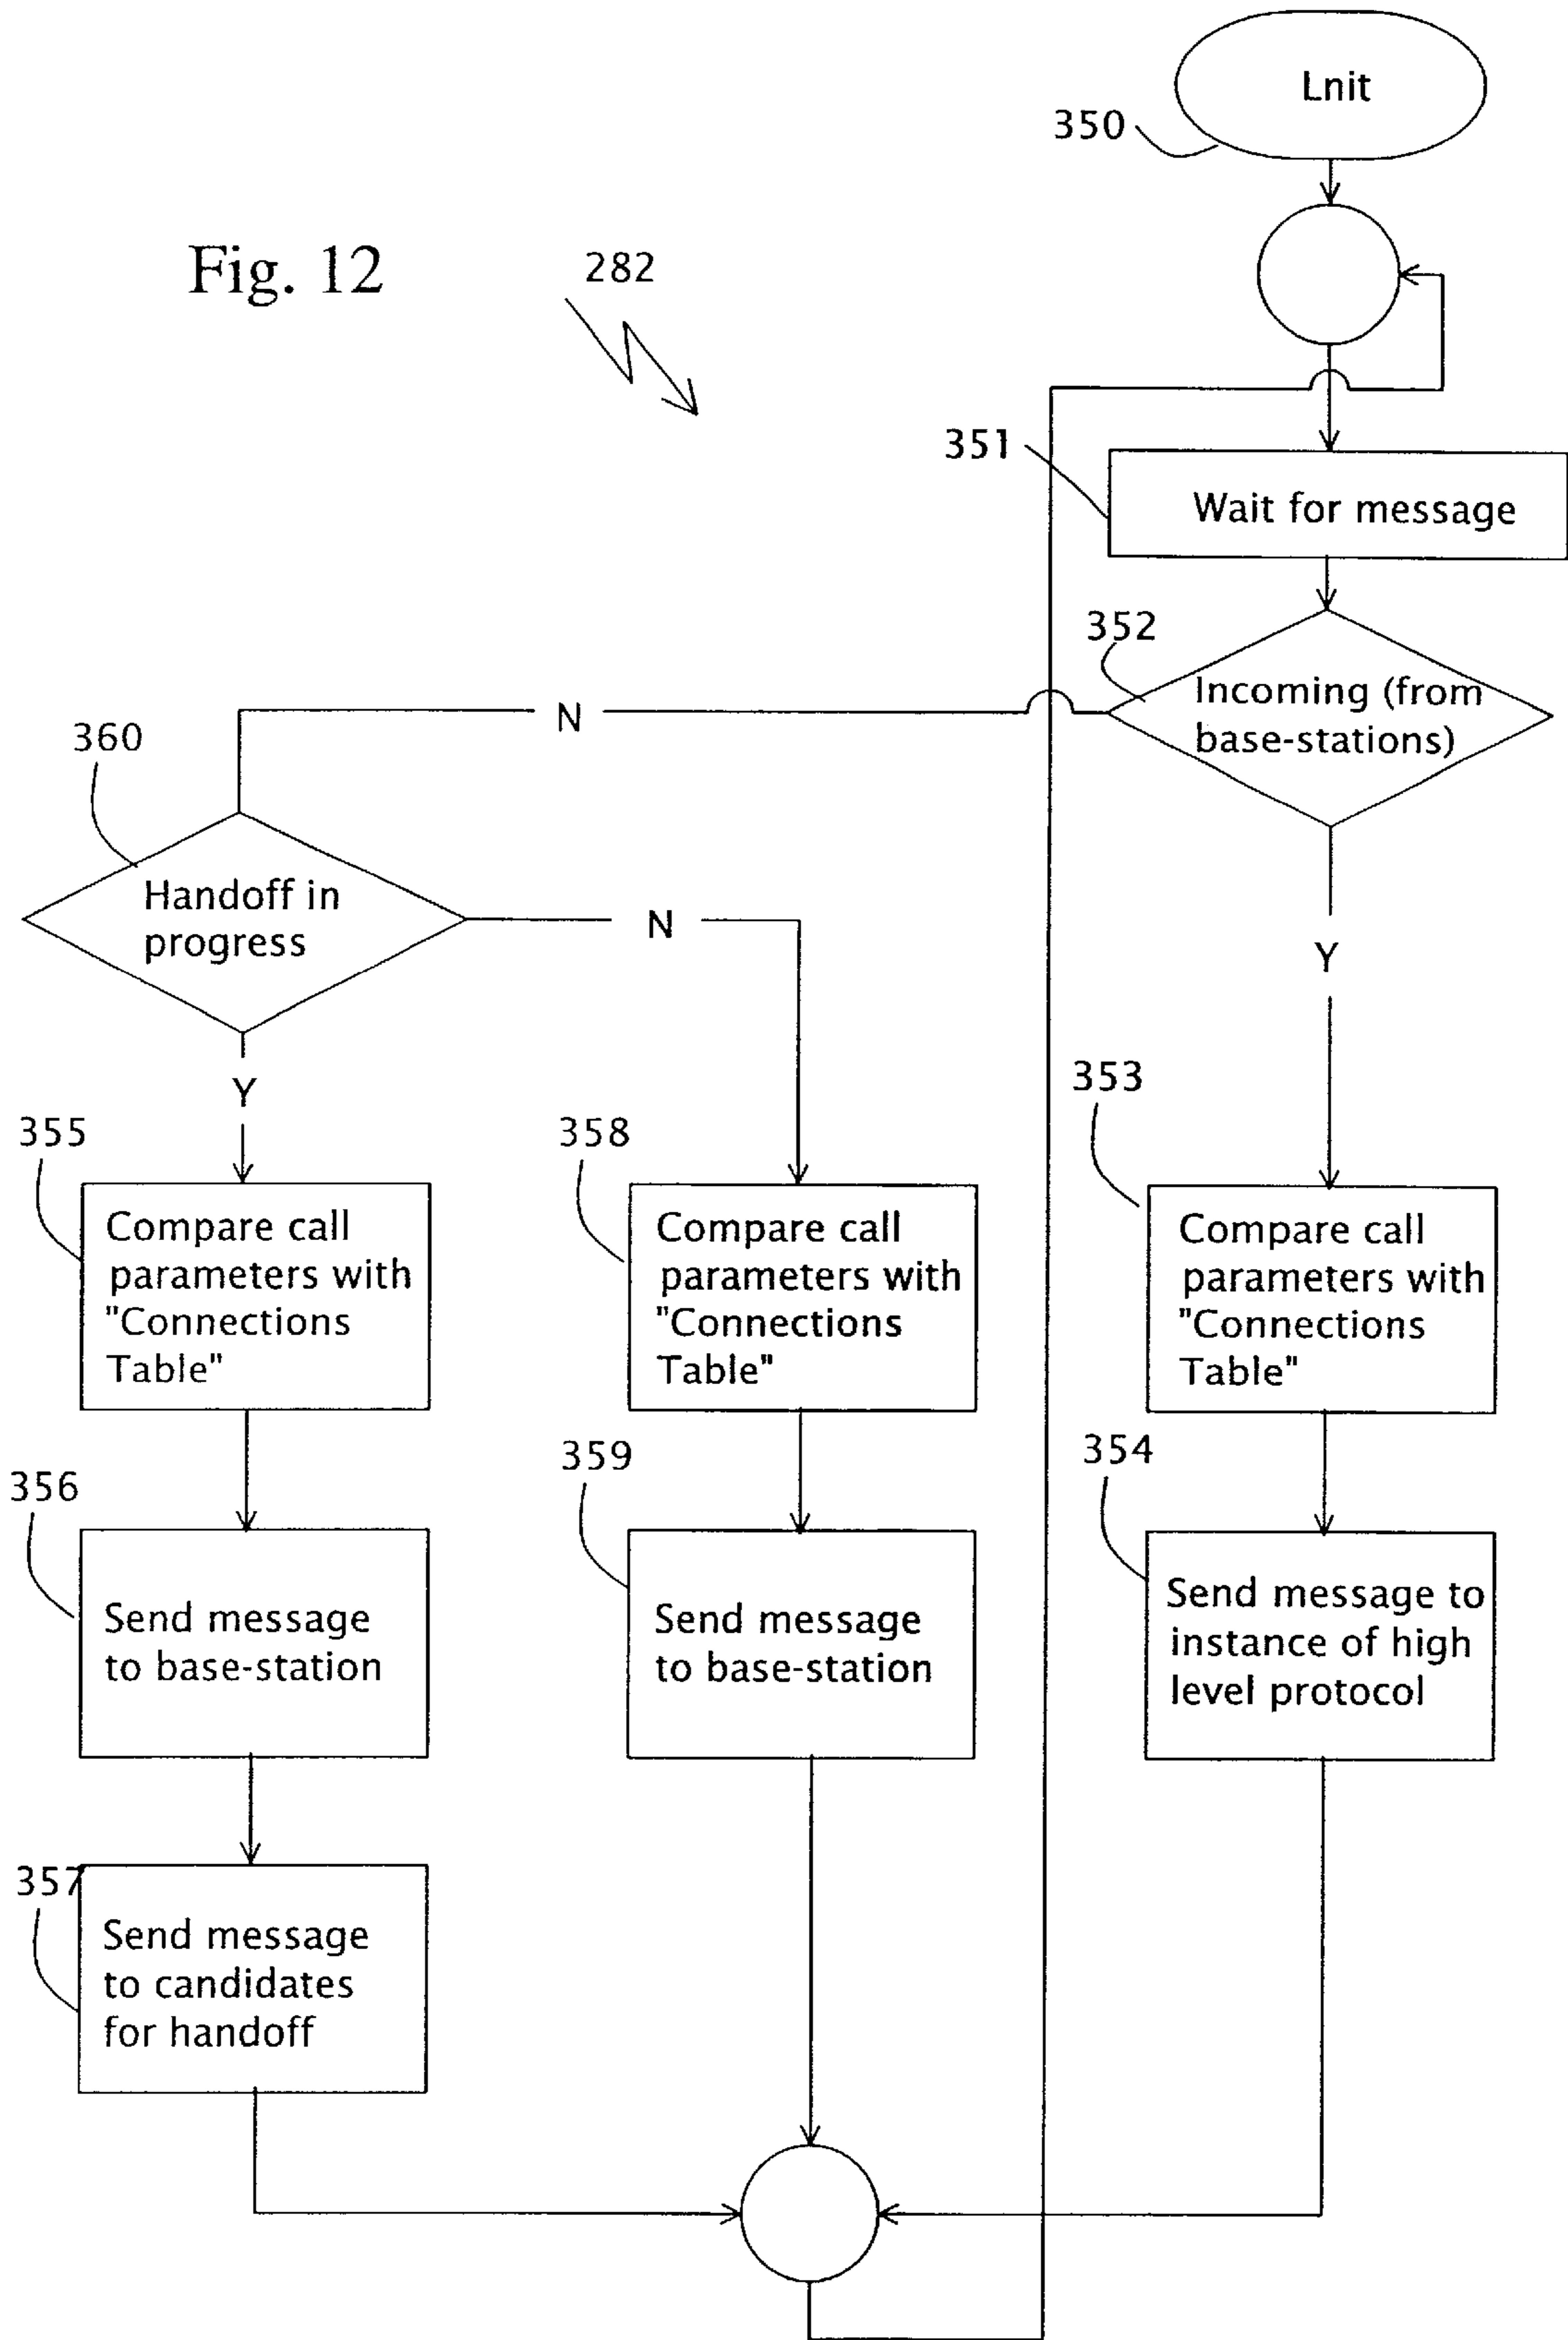 Lnit
350
Fig. 12
282
351
Wait for message
352
Incoming (from
base-stations)
N
360
Handoff in
progress
N
Y
Y
355
Compare call
parameters with
"Connections
Table"
358
Compare call
parameters with
"Connections
Table"
353
Compare call
parameters with
"Connections
Table"
356
Send message
to base-station
359
Send message
to base-station
354
Send message to
instance of high
level protocol
357
Send message
to candidates
for handoff